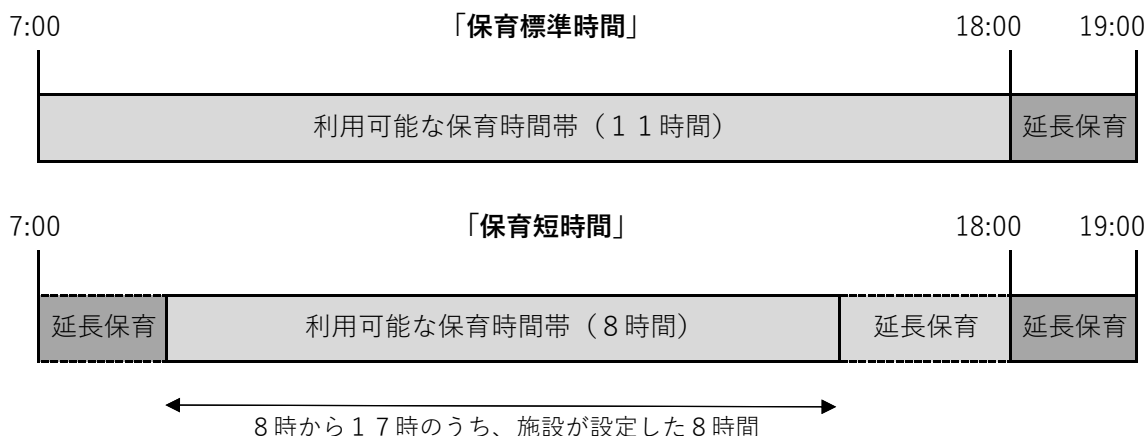 7:00 「保育標準時間」 18:00 19:00
利用可能な保育時間帯（１１時間） 延長保育
7:00 「保育短時間」 18:00 19:00
延長保育 利用可能な保育時間帯（８時間） 延長保育 延長保育
８時から１７時のうち、施設が設定した８時間